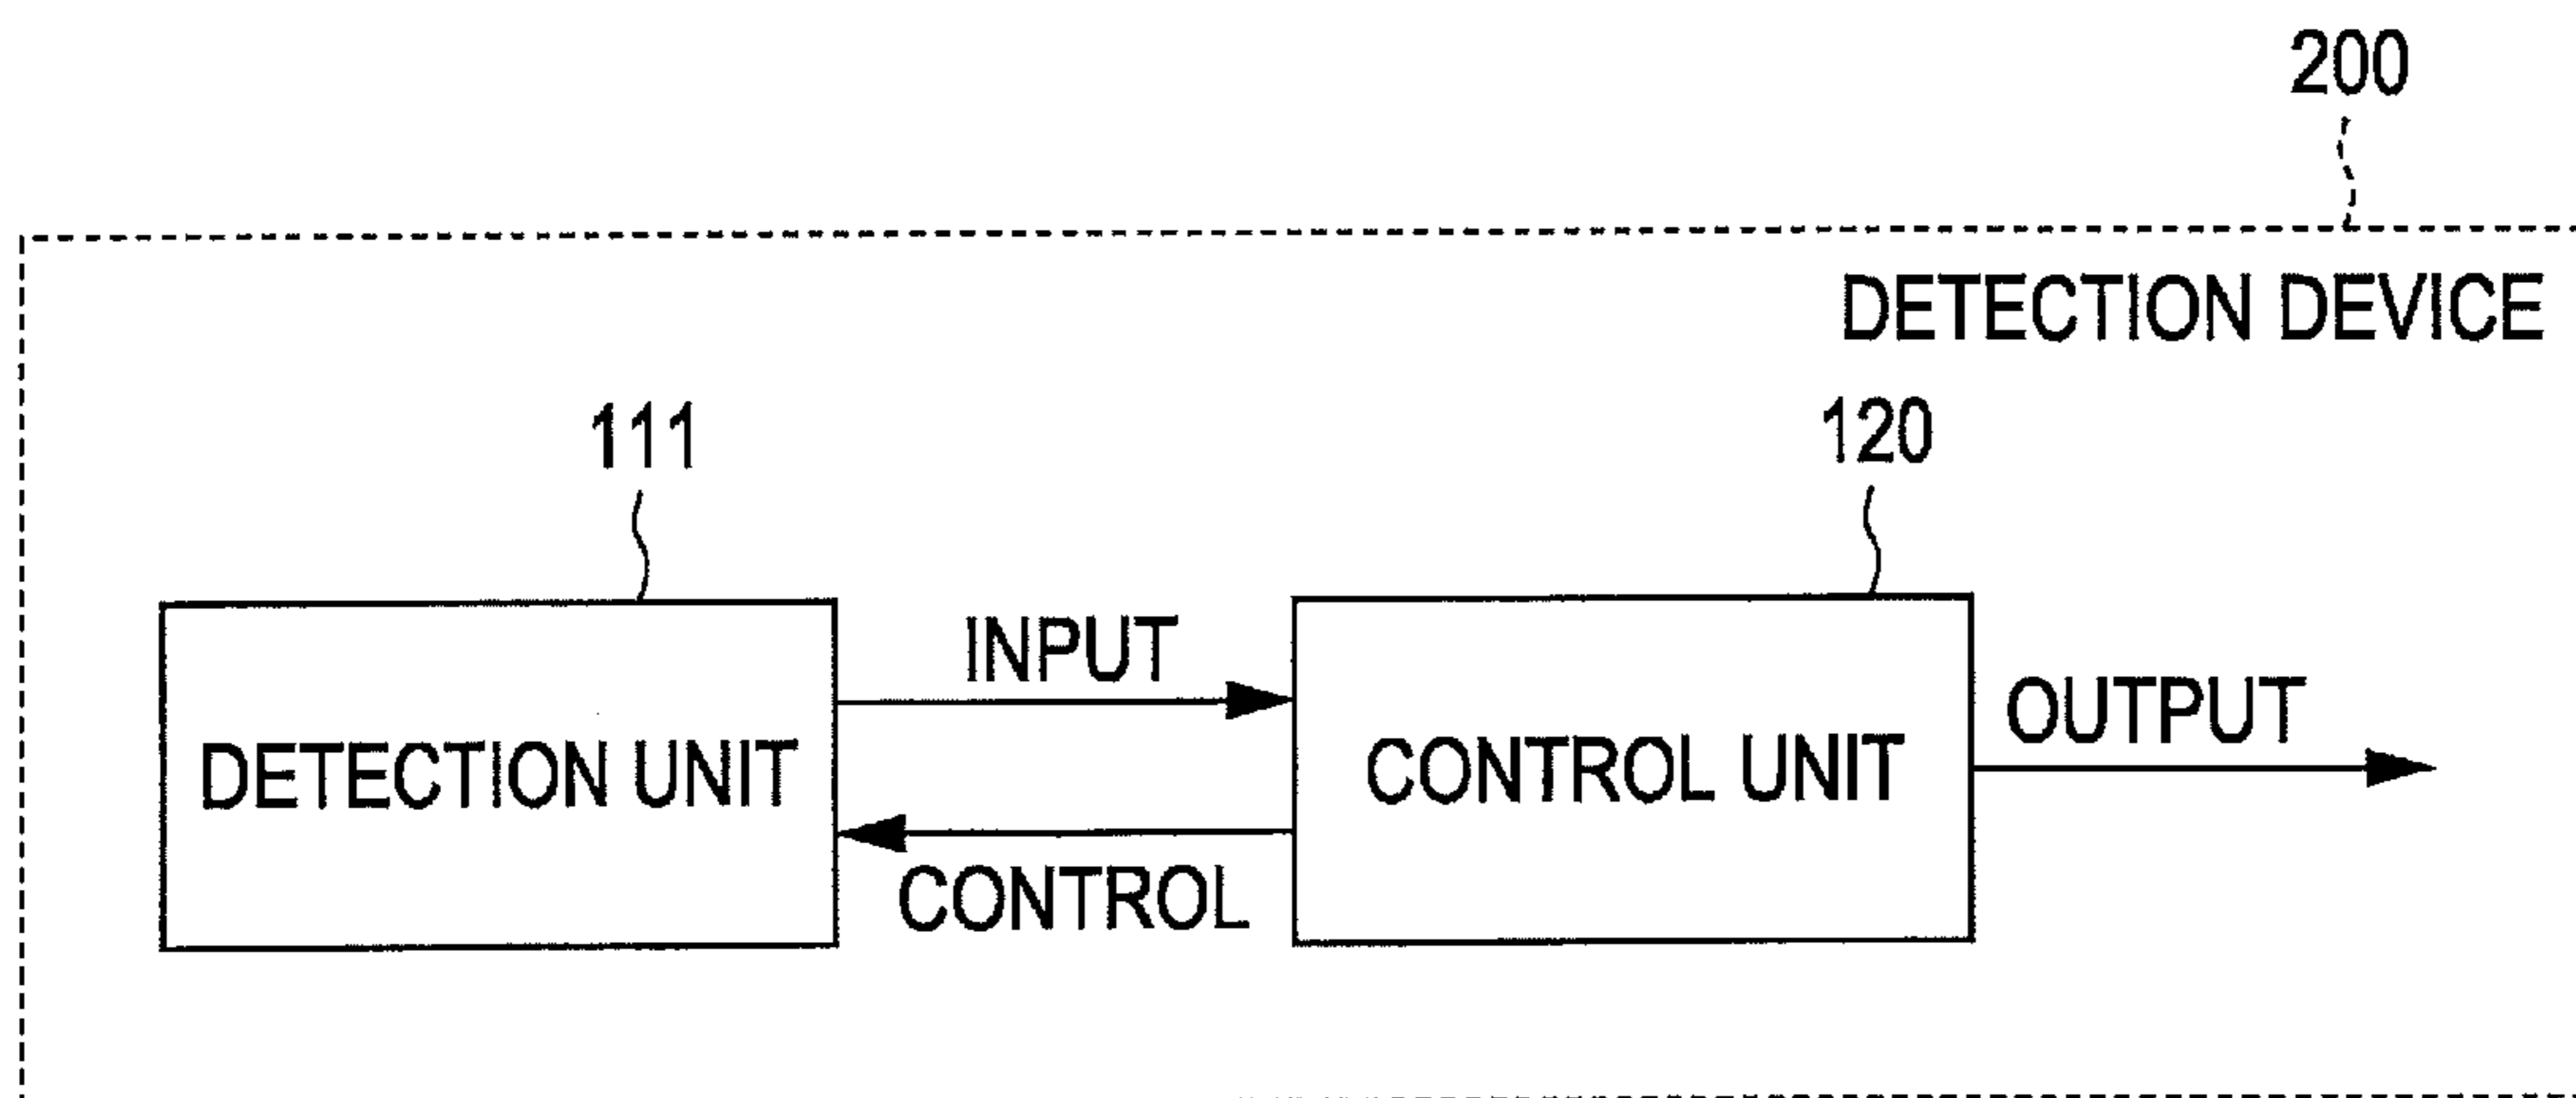 200
DETECTION DEVICE
111
120
INPUT
OUTPUT
DETECTION UNIT
CONTROL UNIT
CONTROL